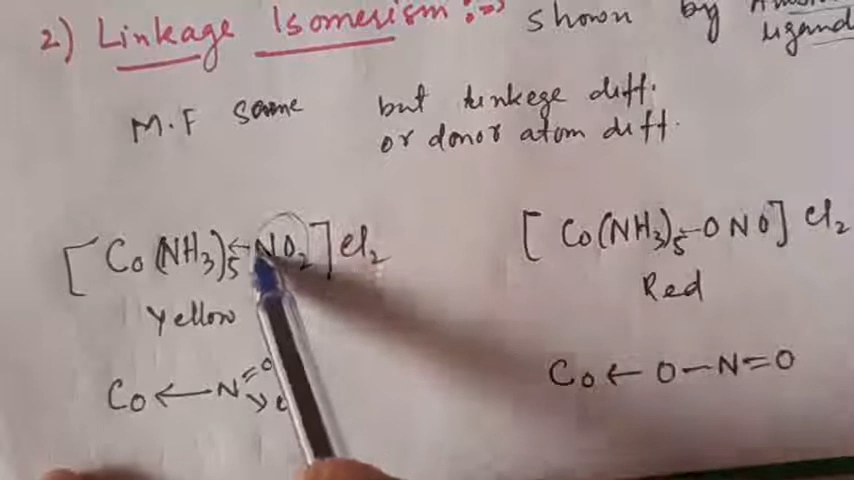 2) Linkage Isomerism :⇒ shown by
ligand
M.F same but linkege diff.
or donor atom diff.
[Co(NH₃)₅←NO₂]Cl₂ [Co(NH₃)₅←ONO]Cl₂
Yellow Red
Co ← N = O Co ← O – N = O